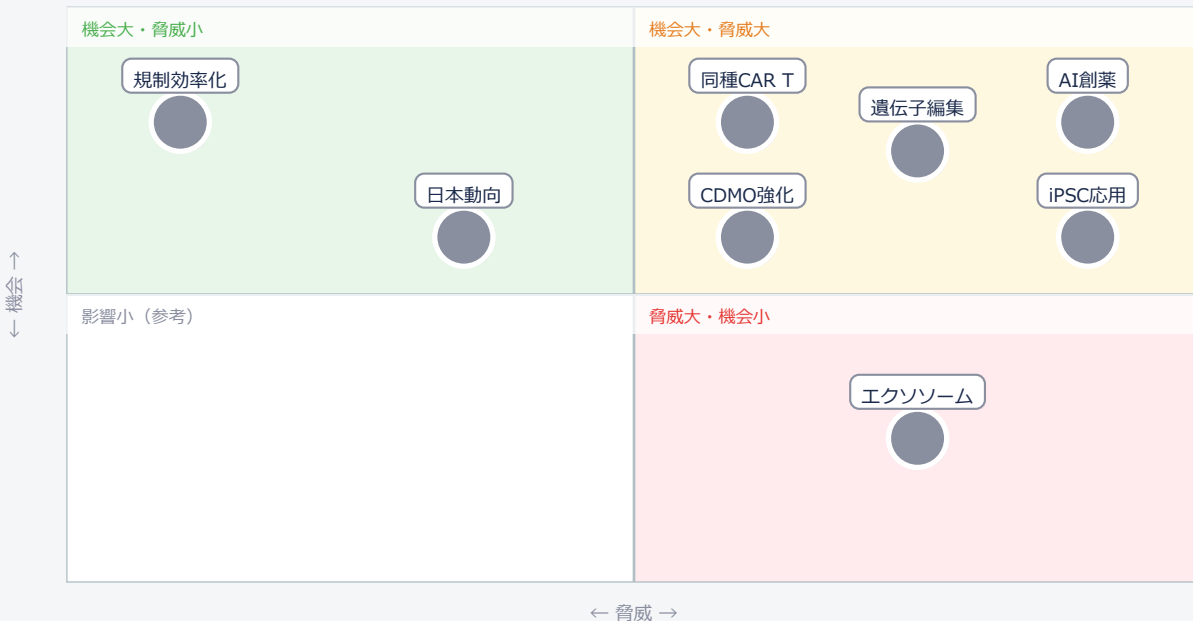 機会大・脅威小
機会大・脅威大
規制効率化
同種CAR T
AI創薬
遺伝子編集
日本動向
CDMO強化
iPSC応用
← 機会 →
影響小（参考）
脅威大・機会小
エクソソーム
← 脅威 →